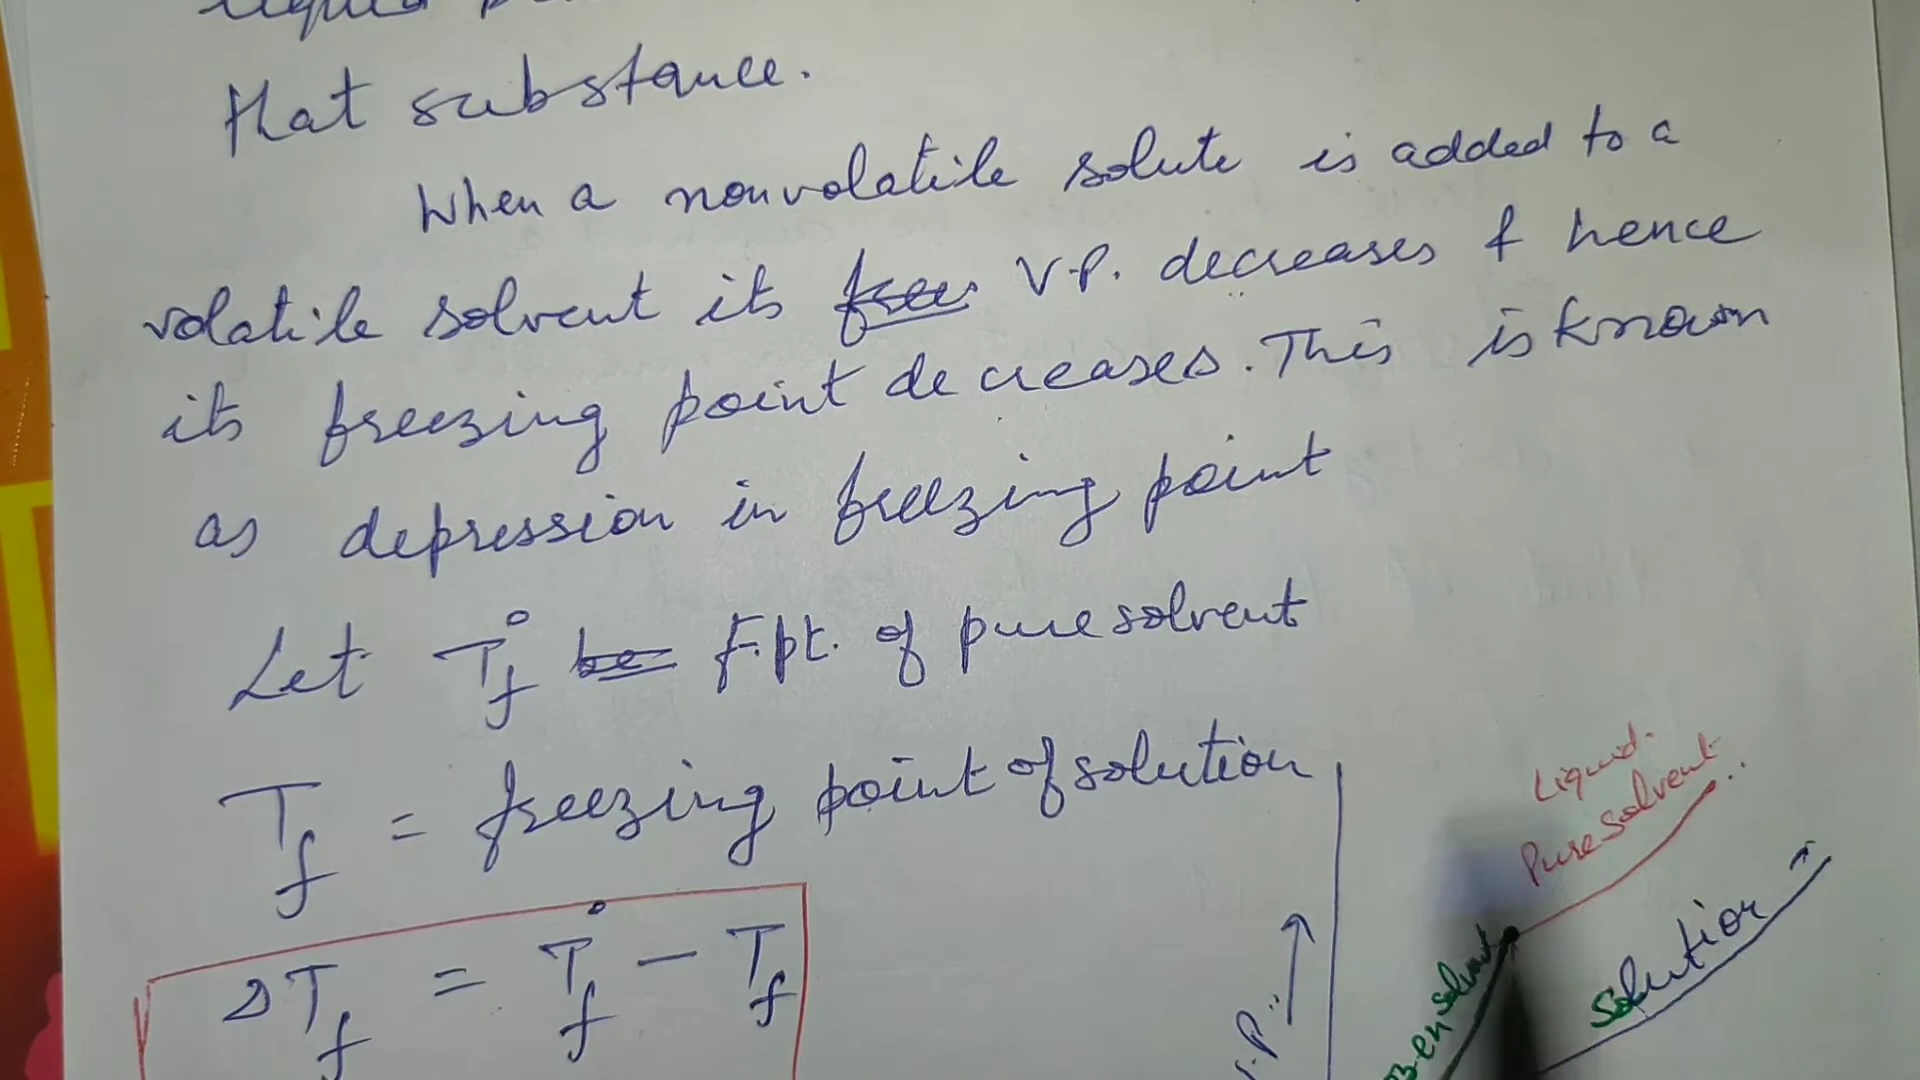 liquid
that substance.
When a nonvolatile solute is added to a
volatile solvent its V.P. decreases & hence
its freezing point decreases. This is known
as depression in freezing point
Let T°f F.pt. of pure solvent
Tf = freezing point of solution
ΔTf = T°f - Tf
Liquid.
Pure Solvent
solution
V.P.